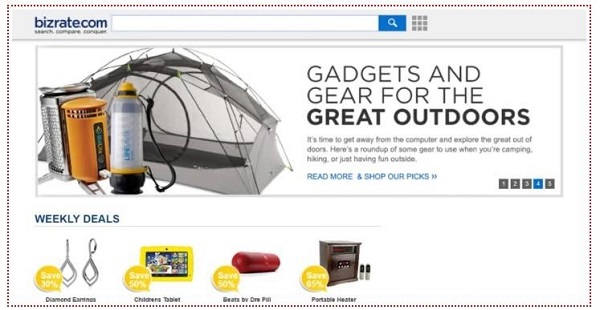 bizrate.com
search. compare. conquer.
GADGETS AND
GEAR FOR THE
GREAT OUTDOORS
It's time to get away from the computer and explore the great out of
doors. Here's a roundup of some gear to use when you're camping,
hiking, or just having fun outside.
READ MORE & SHOP OUR PICKS »
1 2 3 4 5
WEEKLY DEALS
Save 30%
Save 50%
Save 50%
Save 65%
Diamond Earrings
Childrens Tablet
Beats by Dre Pill
Portable Heater